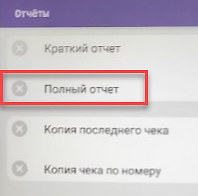 Отчёты
Краткий отчет
Полный отчет
Копия последнего чека
Копия чека по номеру